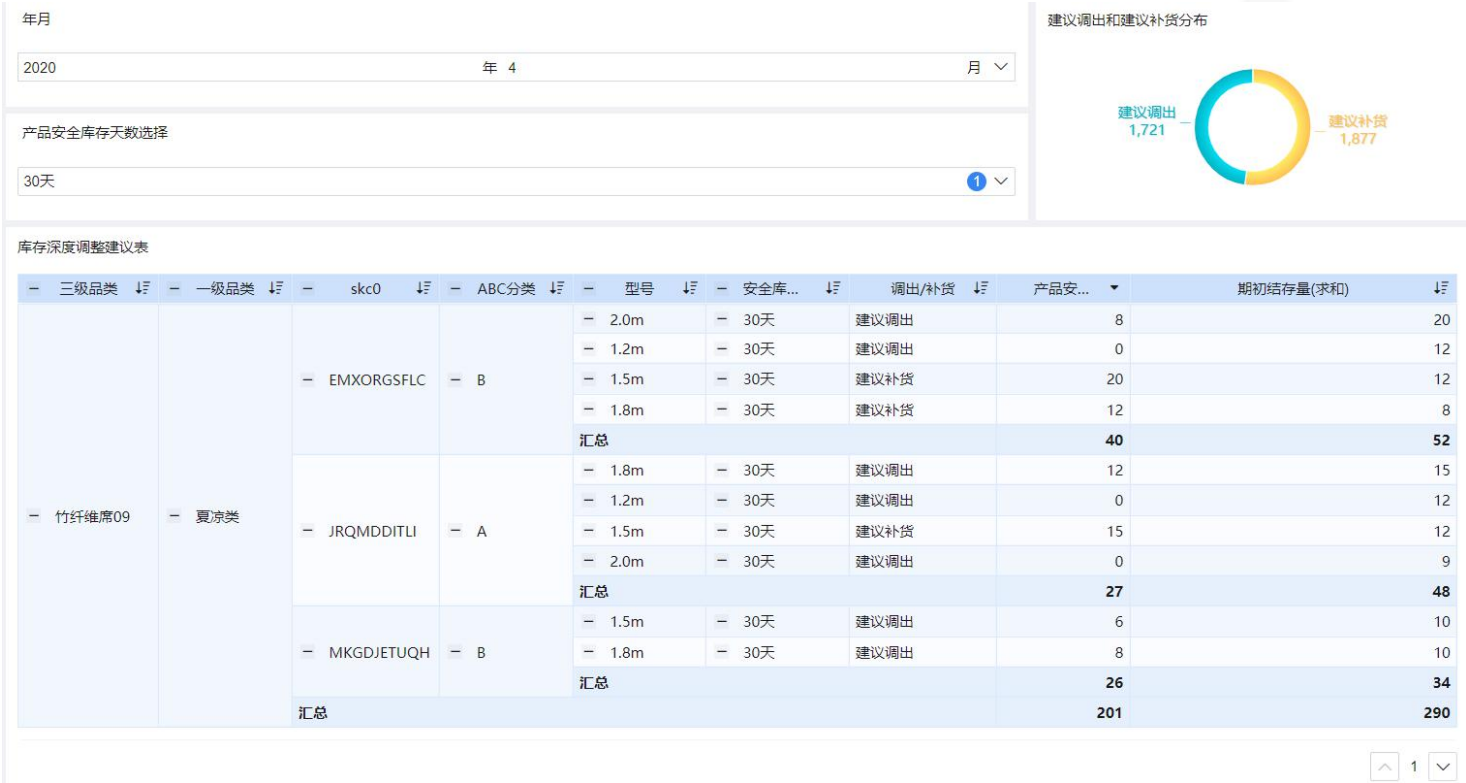 年月
建议调出和建议补货分布
2020 年 4 月
建议调出
1,721
建议补货
1,877
产品安全库存天数选择
30天 1
库存深度调整建议表
三级品类 一级品类 skc0 ABC分类 型号 安全库... 调出/补货 产品安... 期初结存量(求和)
竹纤维席09 夏凉类
EMXORGSFLC B
2.0m 30天 建议调出 8 20
1.2m 30天 建议调出 0 12
1.5m 30天 建议补货 20 12
1.8m 30天 建议补货 12 8
汇总 40 52
JRQMDDITLI A
1.8m 30天 建议调出 12 15
1.2m 30天 建议调出 0 12
1.5m 30天 建议补货 15 12
2.0m 30天 建议调出 0 9
汇总 27 48
MKGDJETUQH B
1.5m 30天 建议调出 6 10
1.8m 30天 建议调出 8 10
汇总 26 34
汇总 201 290
1